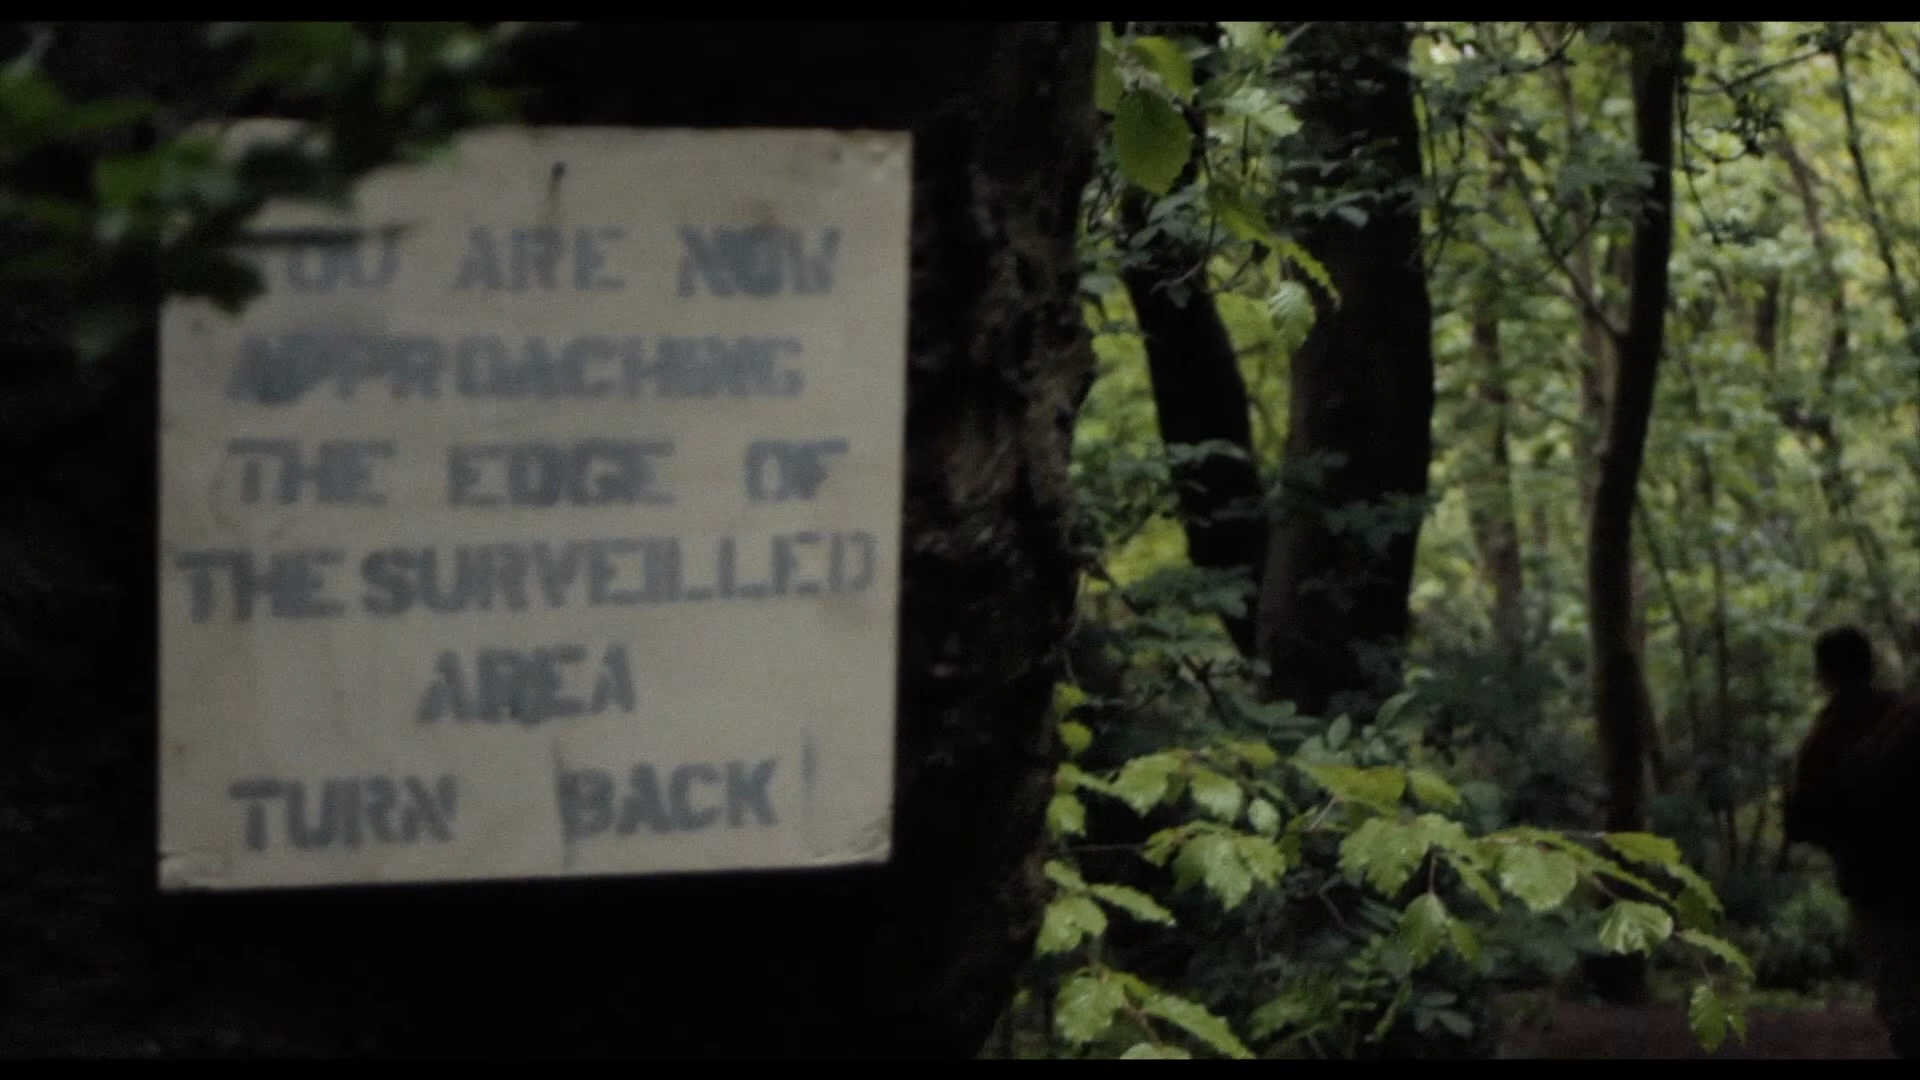 YOU ARE NOW
APPROACHING
THE EDGE OF
THE SURVEILLED
AREA
TURN BACK